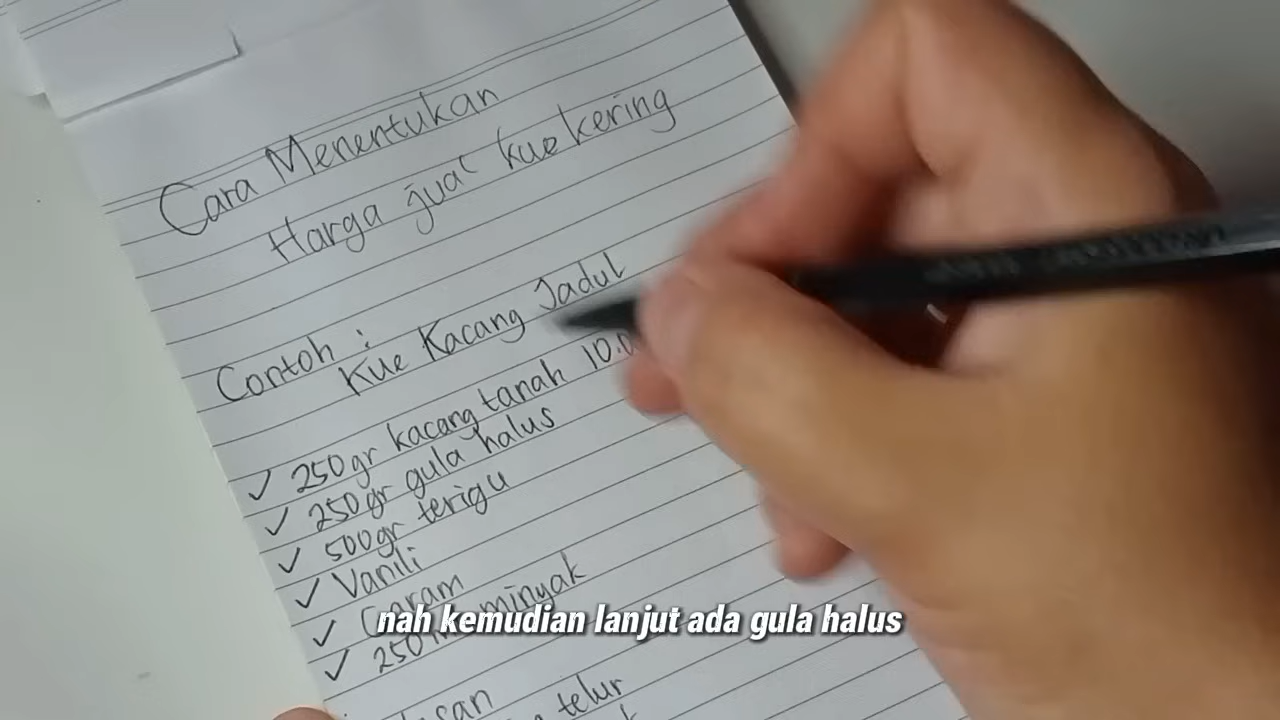 Cara Menentukan
Harga jual kue kering
Contoh :
Kue Kacang Jadul
✓ 250gr kacang tanah 10.0
✓ 250gr gula halus
✓ 500gr terigu
✓ Vanili
✓ Garam
✓ 250 minyak
telur
nah kemudian lanjut ada gula halus